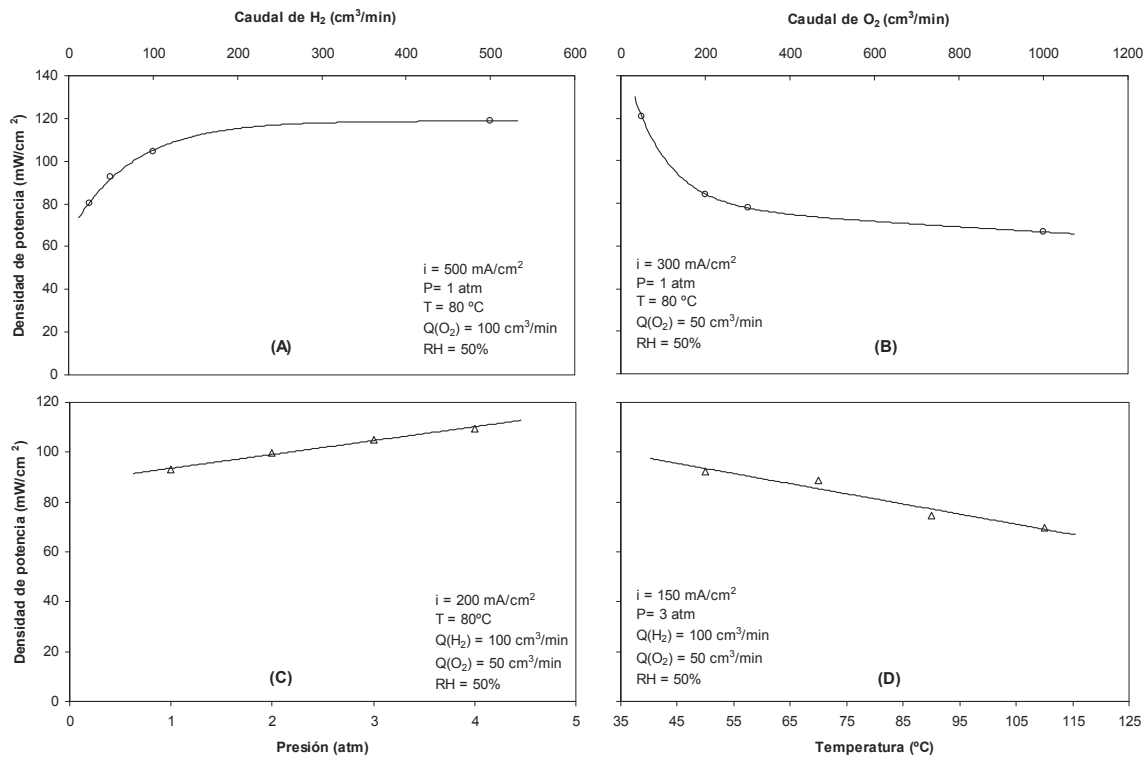 Caudal de H₂ (cm³/min)
0 100 200 300 400 500 600
Densidad de potencia (mW/cm²)
140
120
100
80
60
40
20
0
i = 500 mA/cm²
P= 1 atm
T = 80 ºC
Q(O₂) = 100 cm³/min
RH = 50%
(A)
Caudal de O₂ (cm³/min)
0 200 400 600 800 1000 1200
i = 300 mA/cm²
P= 1 atm
T = 80 ºC
Q(O₂) = 50 cm³/min
RH = 50%
(B)
Densidad de potencia (mW/cm²)
120
100
80
60
40
20
0
i = 200 mA/cm²
T = 80ºC
Q(H₂) = 100 cm³/min
Q(O₂) = 50 cm³/min
RH = 50%
(C)
0 1 2 3 4 5
Presión (atm)
i = 150 mA/cm²
P= 3 atm
Q(H₂) = 100 cm³/min
Q(O₂) = 50 cm³/min
RH = 50%
(D)
35 45 55 65 75 85 95 105 115 125
Temperatura (ºC)